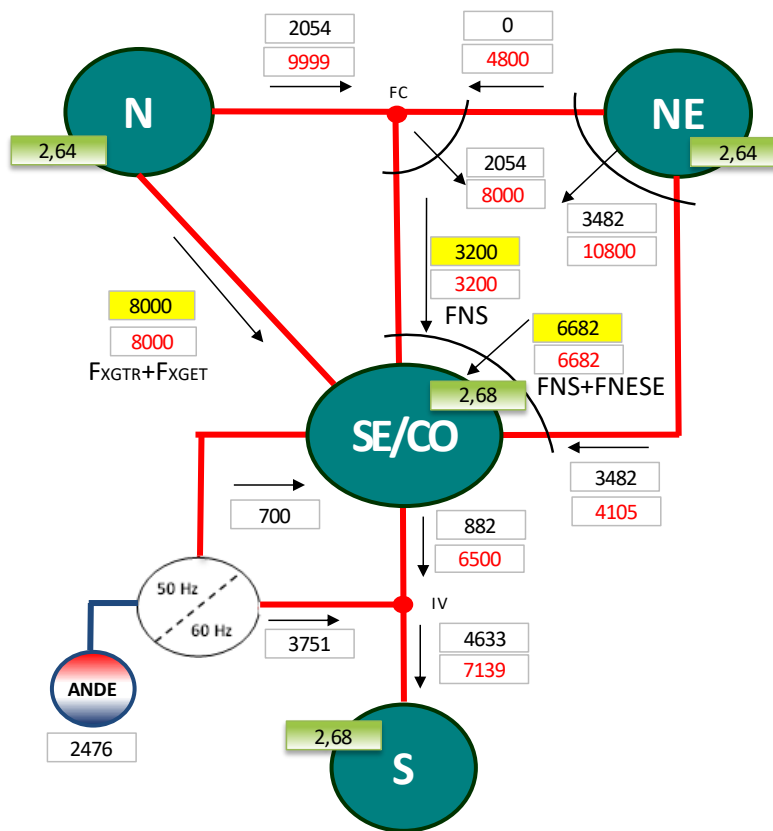 2054
9999
0
4800
FC
N
NE
2,64
2,64
2054
8000
3482
10800
3200
3200
FNS
8000
8000
FXGTR+FXGET
6682
6682
FNS+FNESE
2,68
SE/CO
3482
4105
700
882
6500
50 Hz
60 Hz
IV
3751
4633
7139
ANDE
2476
2,68
S